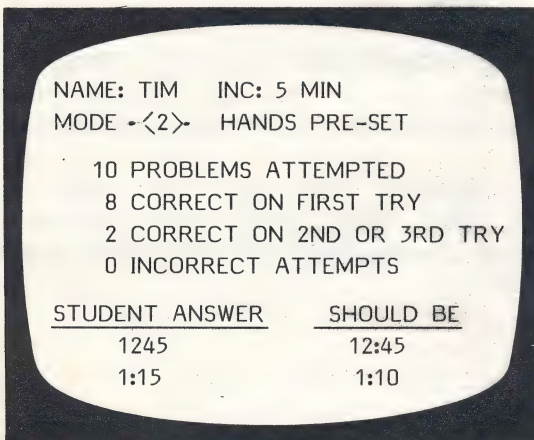 NAME: TIM INC: 5 MIN
MODE -<2>- HANDS PRE-SET
10 PROBLEMS ATTEMPTED
8 CORRECT ON FIRST TRY
2 CORRECT ON 2ND OR 3RD TRY
0 INCORRECT ATTEMPTS
STUDENT ANSWER SHOULD BE
1245 12:45
1:15 1:10